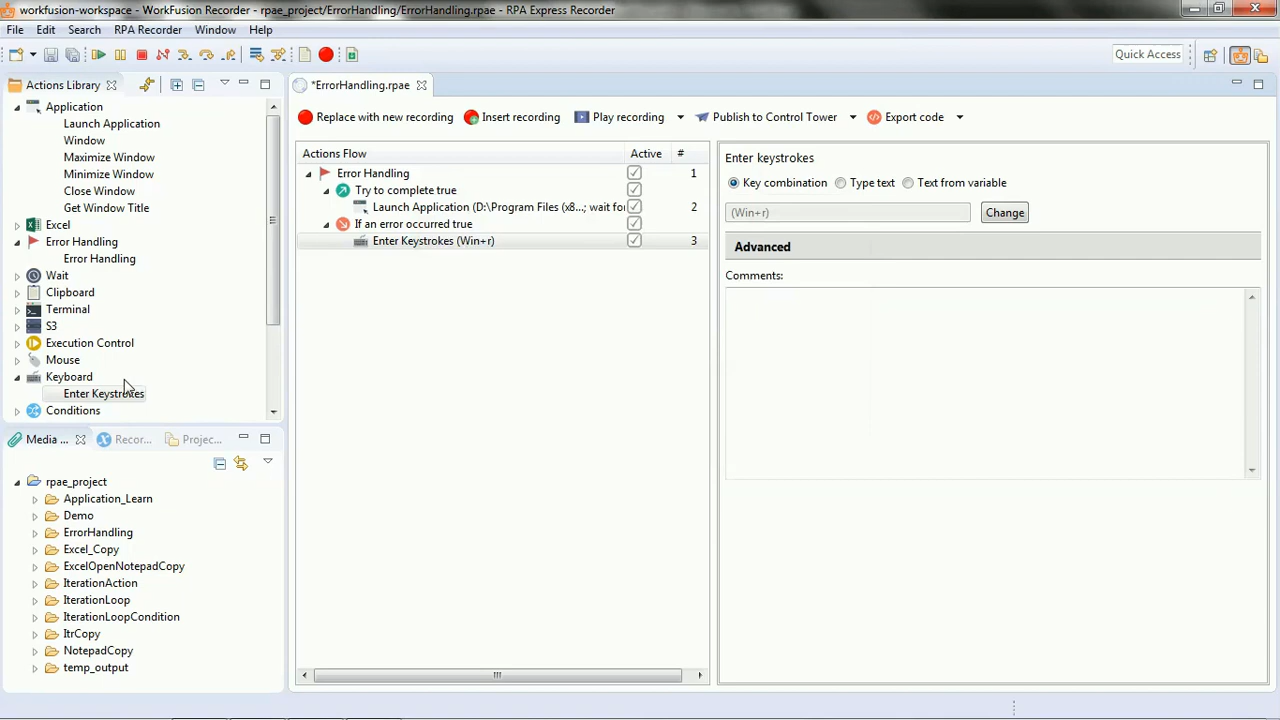 workfusion-workspace - WorkFusion Recorder - rpae_project/ErrorHandling/ErrorHandling.rpae - RPA Express Recorder
File Edit Search RPA Recorder Window Help
Quick Access
Actions Library
Application
Launch Application
Window
Maximize Window
Minimize Window
Close Window
Get Window Title
Excel
Error Handling
Error Handling
Wait
Clipboard
Terminal
S3
Execution Control
Mouse
Keyboard
Enter Keystrokes
Conditions
Media ... Recor... Projec...
rpae_project
Application_Learn
Demo
ErrorHandling
Excel_Copy
ExcelOpenNotepadCopy
IterationAction
IterationLoop
IterationLoopCondition
ItrCopy
NotepadCopy
temp_output
*ErrorHandling.rpae
Replace with new recording Insert recording Play recording Publish to Control Tower Export code
Actions Flow Active #
Error Handling 1
Try to complete true
Launch Application (D:\Program Files (x8...; wait for 2
If an error occurred true
Enter Keystrokes (Win+r) 3
Enter keystrokes
Key combination Type text Text from variable
(Win+r) Change
Advanced
Comments: